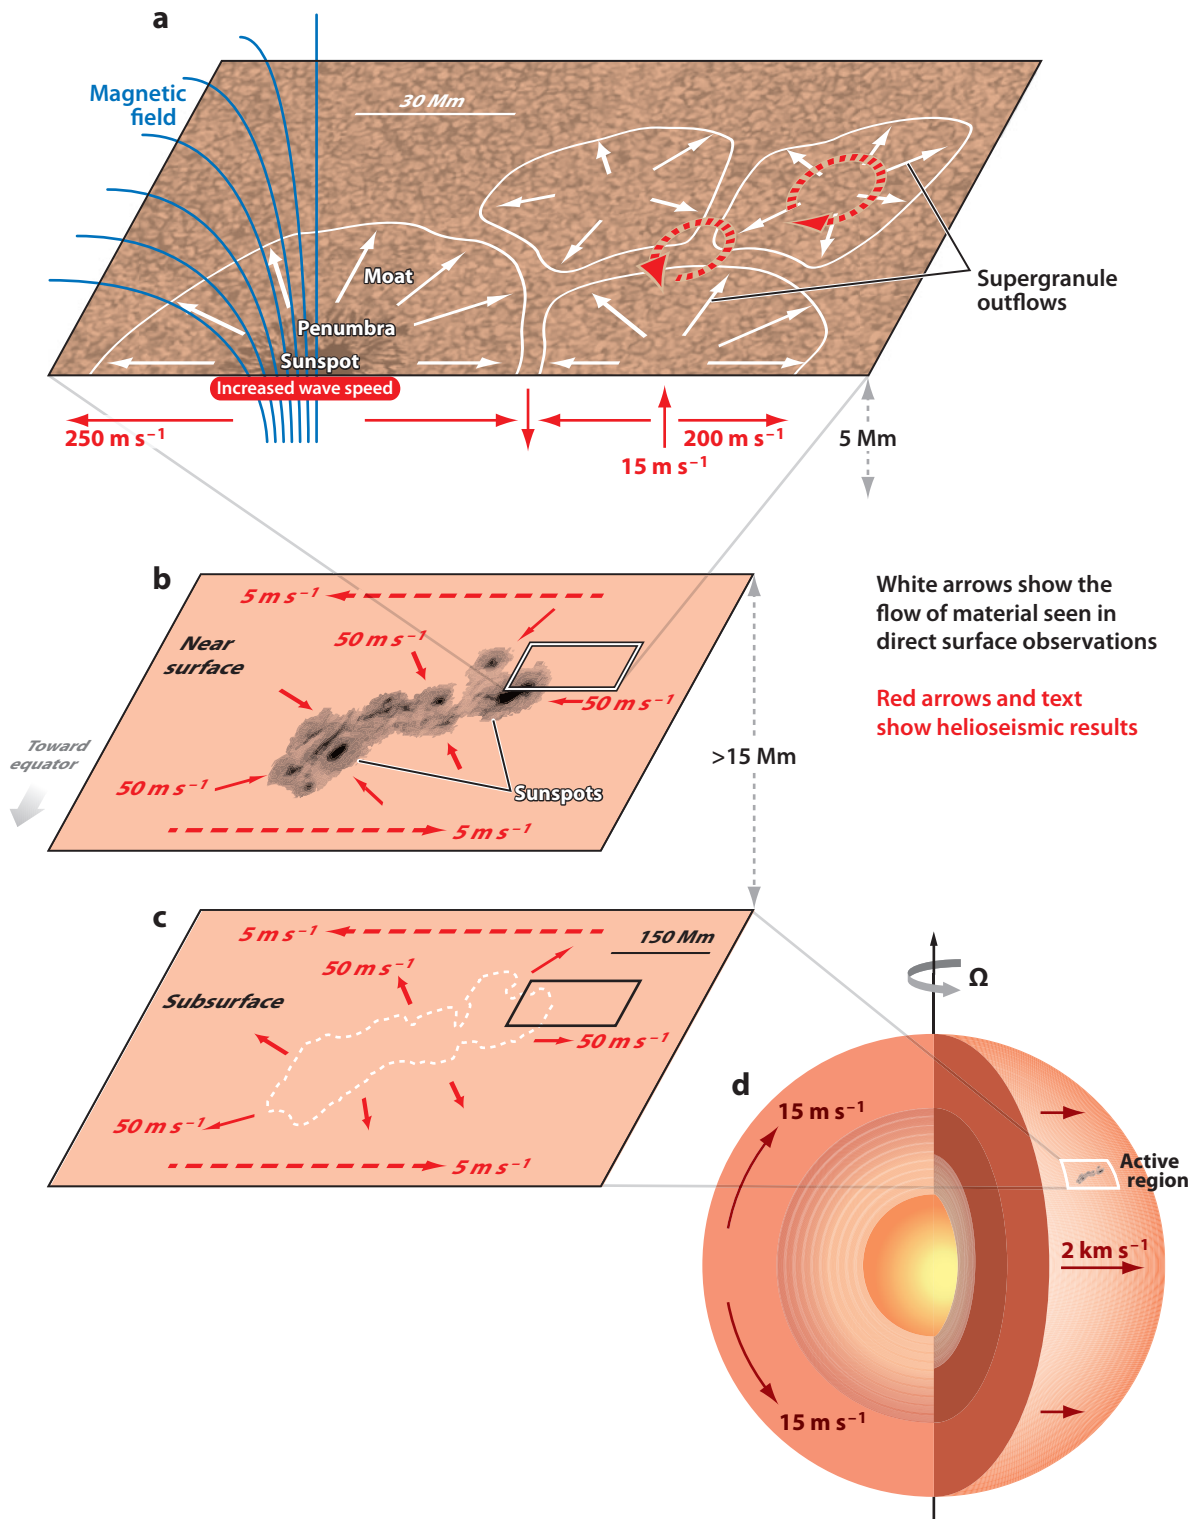 a
Magnetic
field
30 Mm
Moat
Penumbra
Sunspot
Increased wave speed
Supergranule
outflows
250 m s⁻¹
200 m s⁻¹
15 m s⁻¹
5 Mm
b
5 m s⁻¹
50 m s⁻¹
Near
surface
50 m s⁻¹
Toward
equator
50 m s⁻¹
Sunspots
5 m s⁻¹
>15 Mm
White arrows show the
flow of material seen in
direct surface observations
Red arrows and text
show helioseismic results
c
5 m s⁻¹
150 Mm
50 m s⁻¹
Subsurface
50 m s⁻¹
50 m s⁻¹
5 m s⁻¹
Ω
d
15 m s⁻¹
Active
region
2 km s⁻¹
15 m s⁻¹